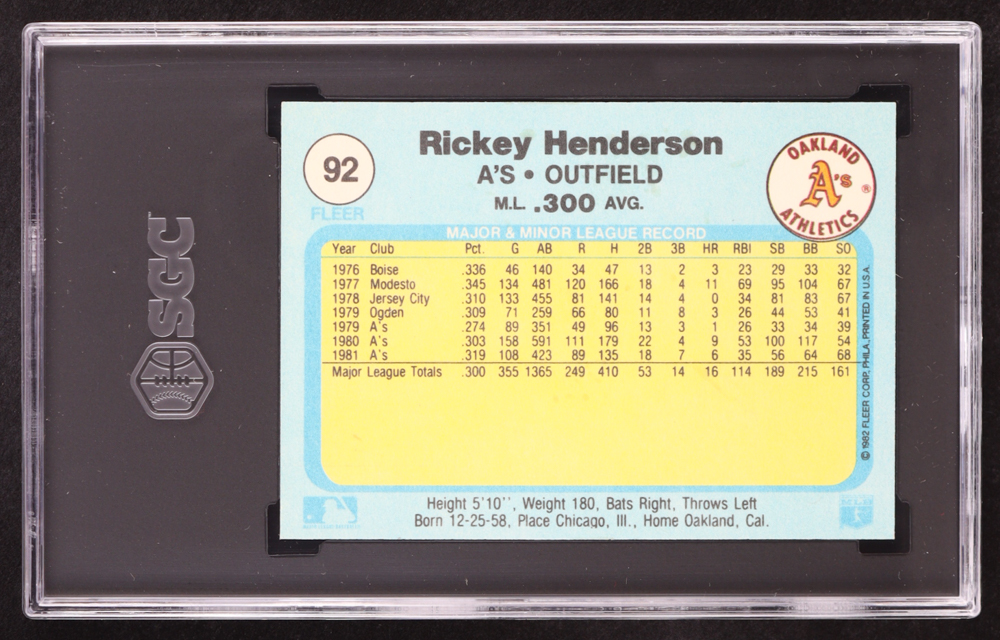 SGC
92
FLEER
Rickey Henderson
A'S • OUTFIELD
M.L. .300 AVG.
OAKLAND
A's
®
ATHLETICS
MAJOR & MINOR LEAGUE RECORD
Year Club Pct. G AB R H 2B 3B HR RBI SB BB SO
1976 Boise .336 46 140 34 47 13 2 3 23 29 33 32
1977 Modesto .345 134 481 120 166 18 4 11 69 95 104 67
1978 Jersey City .310 133 455 81 141 14 4 0 34 81 83 67
1979 Ogden .309 71 259 66 80 11 8 3 26 44 53 41
1979 A's .274 89 351 49 96 13 3 1 26 33 34 39
1980 A's .303 158 591 111 179 22 4 9 53 100 117 54
1981 A's .319 108 423 89 135 18 7 6 35 56 64 68
Major League Totals .300 355 1365 249 410 53 14 16 114 189 215 161
© 1982 FLEER CORP. PHILA. PRINTED IN U.S.A.
Height 5'10'', Weight 180, Bats Right, Throws Left
Born 12-25-58, Place Chicago, Ill., Home Oakland, Cal.